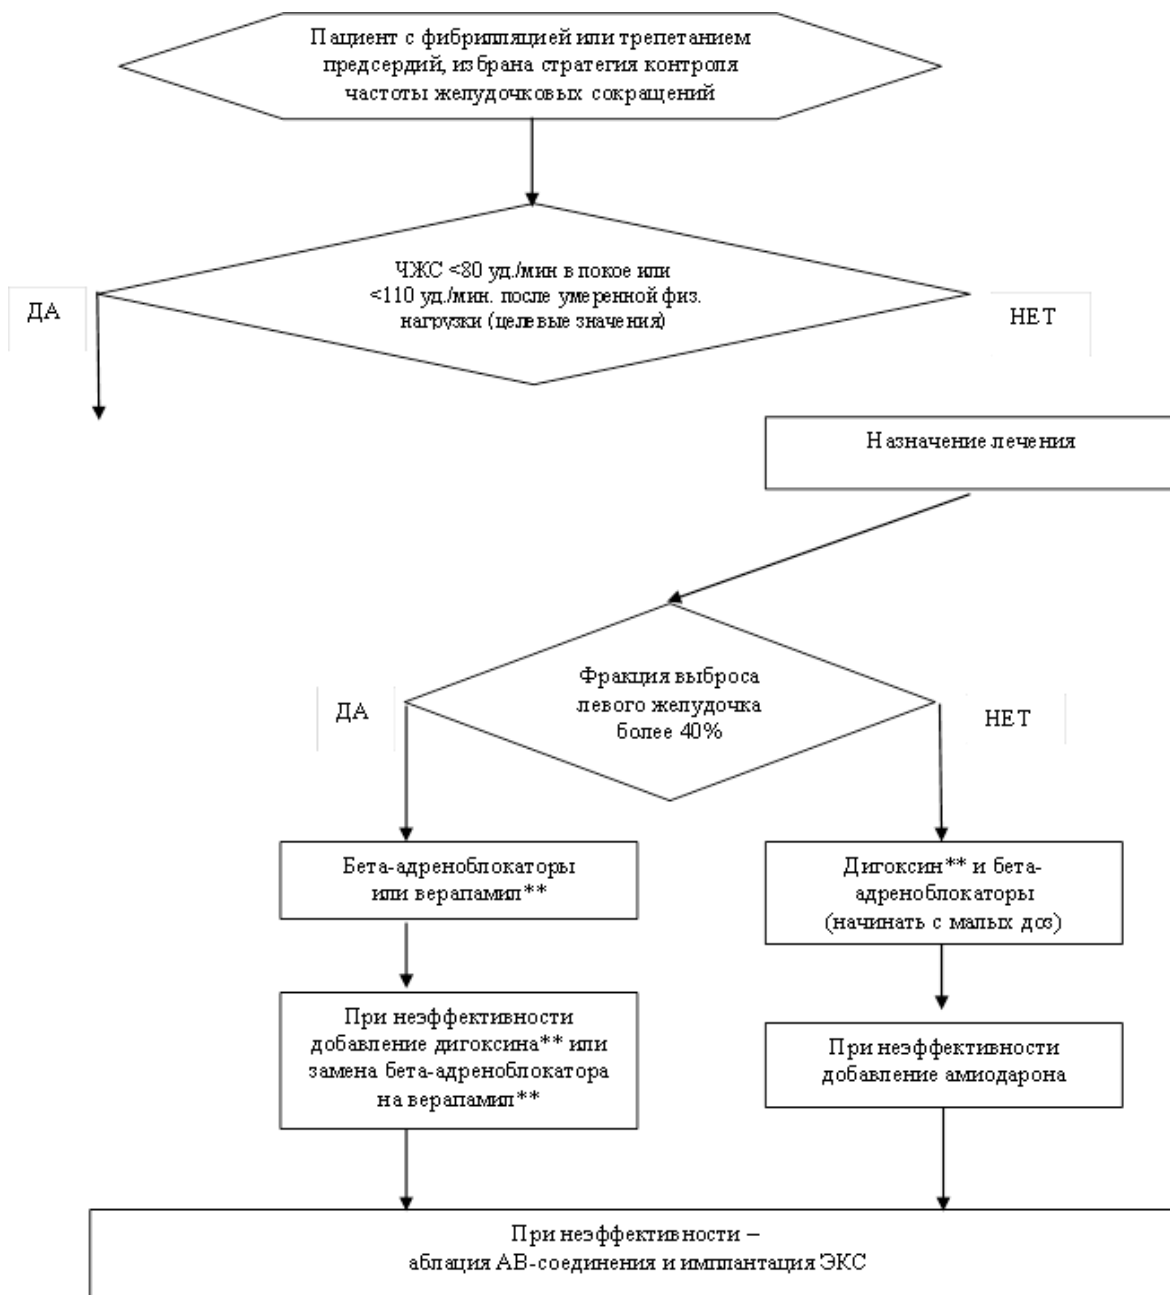 Пациент с фибрилляцией или трепетанием
предсердий, избрана стратегия контроля
частоты желудочковых сокращений
ЧЖС <80 уд./мин в покое или
<110 уд./мин. после умеренной физ.
нагрузки (целевые значения)
ДА
НЕТ
Назначение лечения
Фракция выброса
левого желудочка
более 40%
ДА
НЕТ
Бета-адреноблокаторы
или верапамил**
Дигоксин** и бета-
адреноблокаторы
(начинать с малых доз)
При неэффективности
добавление дигоксина** или
замена бета-адреноблокатора
на верапамил**
При неэффективности
добавление амиодарона
При неэффективности –
аблация АВ-соединения и имплантация ЭКС